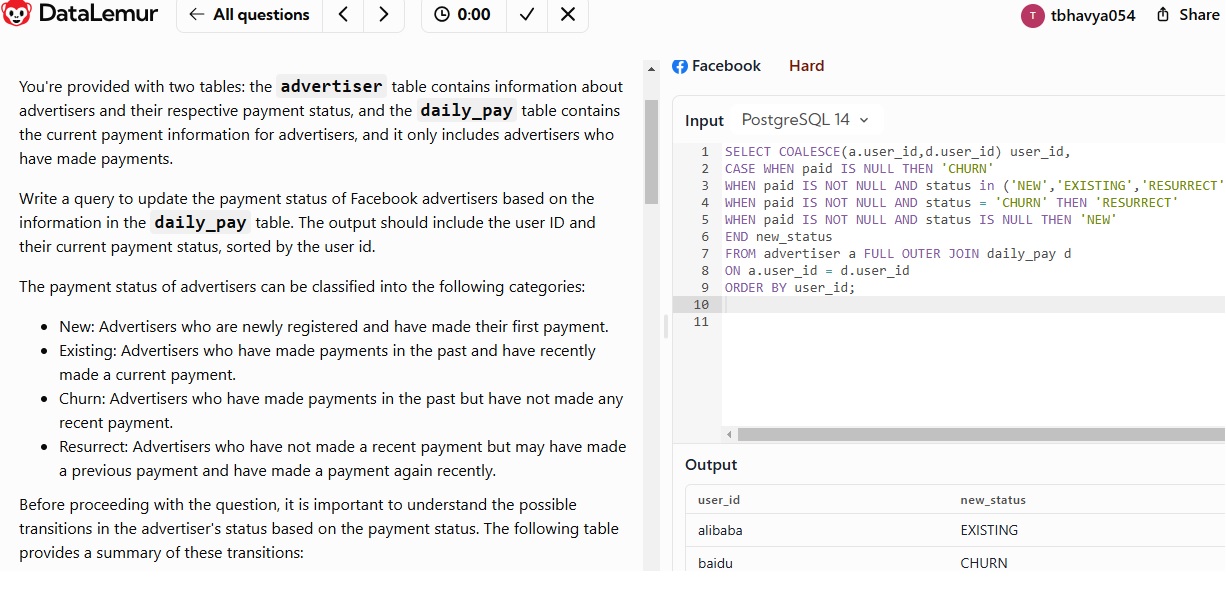 DataLemur
All questions
0:00
T tbhavya054
Share
You're provided with two tables: the advertiser table contains information about
advertisers and their respective payment status, and the daily_pay table contains
the current payment information for advertisers, and it only includes advertisers who
have made payments.
Write a query to update the payment status of Facebook advertisers based on the
information in the daily_pay table. The output should include the user ID and
their current payment status, sorted by the user id.
The payment status of advertisers can be classified into the following categories:
• New: Advertisers who are newly registered and have made their first payment.
• Existing: Advertisers who have made payments in the past and have recently
made a current payment.
• Churn: Advertisers who have made payments in the past but have not made any
recent payment.
• Resurrect: Advertisers who have not made a recent payment but may have made
a previous payment and have made a payment again recently.
Before proceeding with the question, it is important to understand the possible
transitions in the advertiser's status based on the payment status. The following table
provides a summary of these transitions:
Facebook Hard
Input PostgreSQL 14
1 SELECT COALESCE(a.user_id,d.user_id) user_id,
2 CASE WHEN paid IS NULL THEN 'CHURN'
3 WHEN paid IS NOT NULL AND status in ('NEW','EXISTING','RESURRECT'
4 WHEN paid IS NOT NULL AND status = 'CHURN' THEN 'RESURRECT'
5 WHEN paid IS NOT NULL AND status IS NULL THEN 'NEW'
6 END new_status
7 FROM advertiser a FULL OUTER JOIN daily_pay d
8 ON a.user_id = d.user_id
9 ORDER BY user_id;
10
11
Output
user_id new_status
alibaba EXISTING
baidu CHURN